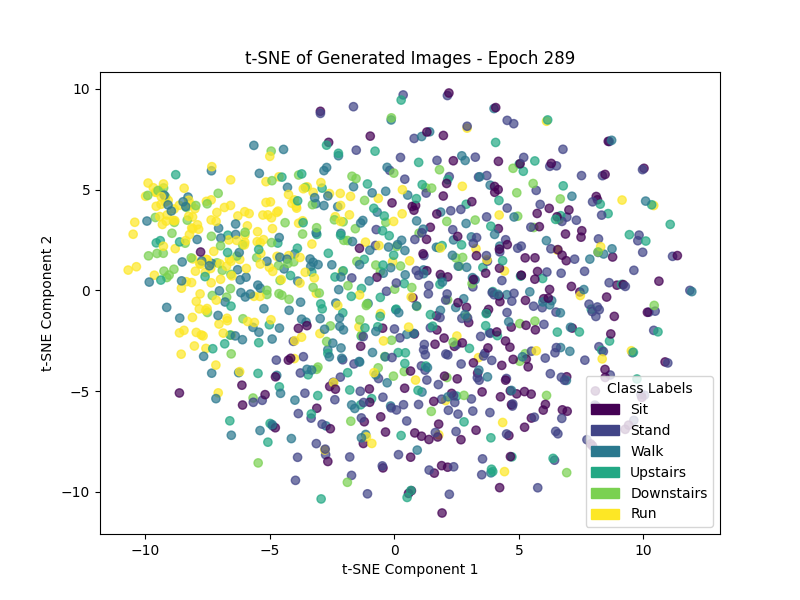 t-SNE of Generated Images - Epoch 289
10
5
0
−5
−10
t-SNE Component 2
−10
−5
0
5
10
t-SNE Component 1
Class Labels
Sit
Stand
Walk
Upstairs
Downstairs
Run